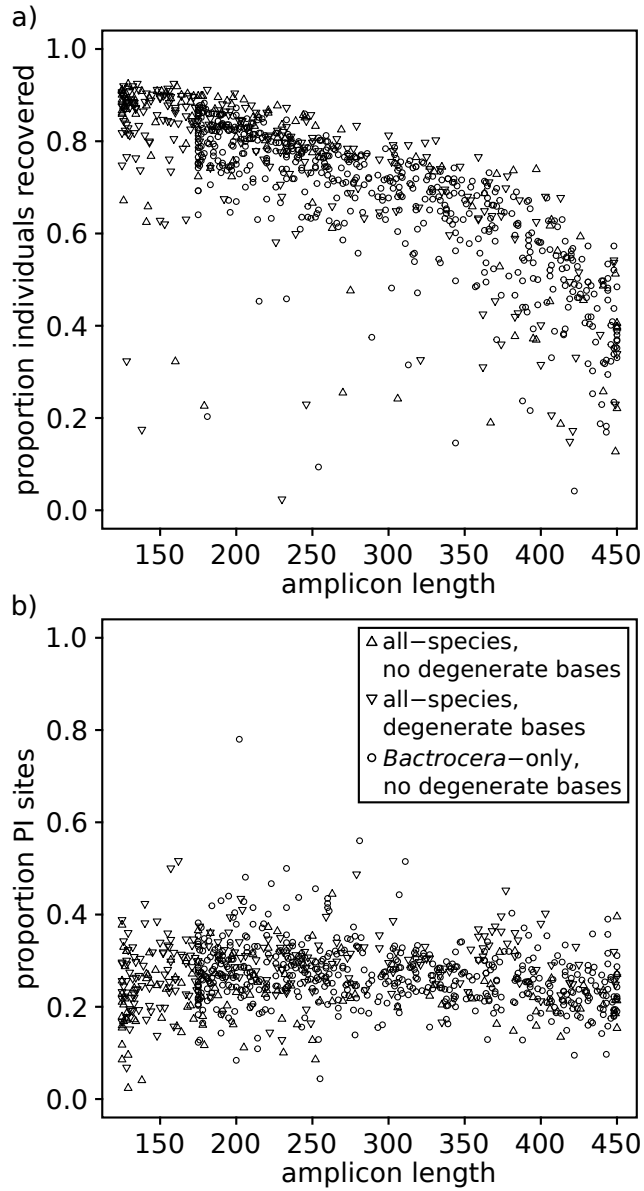 a)
1.0
0.8
0.6
0.4
0.2
0.0
proportion individuals recovered
150 200 250 300 350 400 450
amplicon length
b)
1.0
0.8
0.6
0.4
0.2
0.0
proportion PI sites
all−species,
no degenerate bases
all−species,
degenerate bases
Bactrocera−only,
no degenerate bases
150 200 250 300 350 400 450
amplicon length